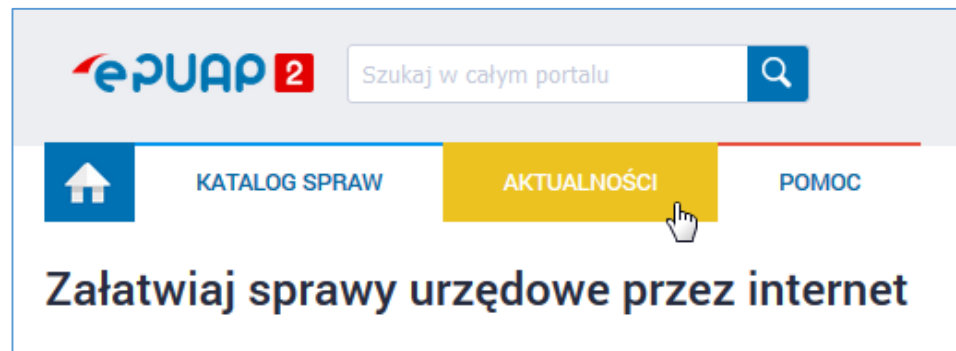 ePUAP 2
Szukaj w całym portalu
KATALOG SPRAW AKTUALNOŚCI POMOC
Załatwiaj sprawy urzędowe przez internet